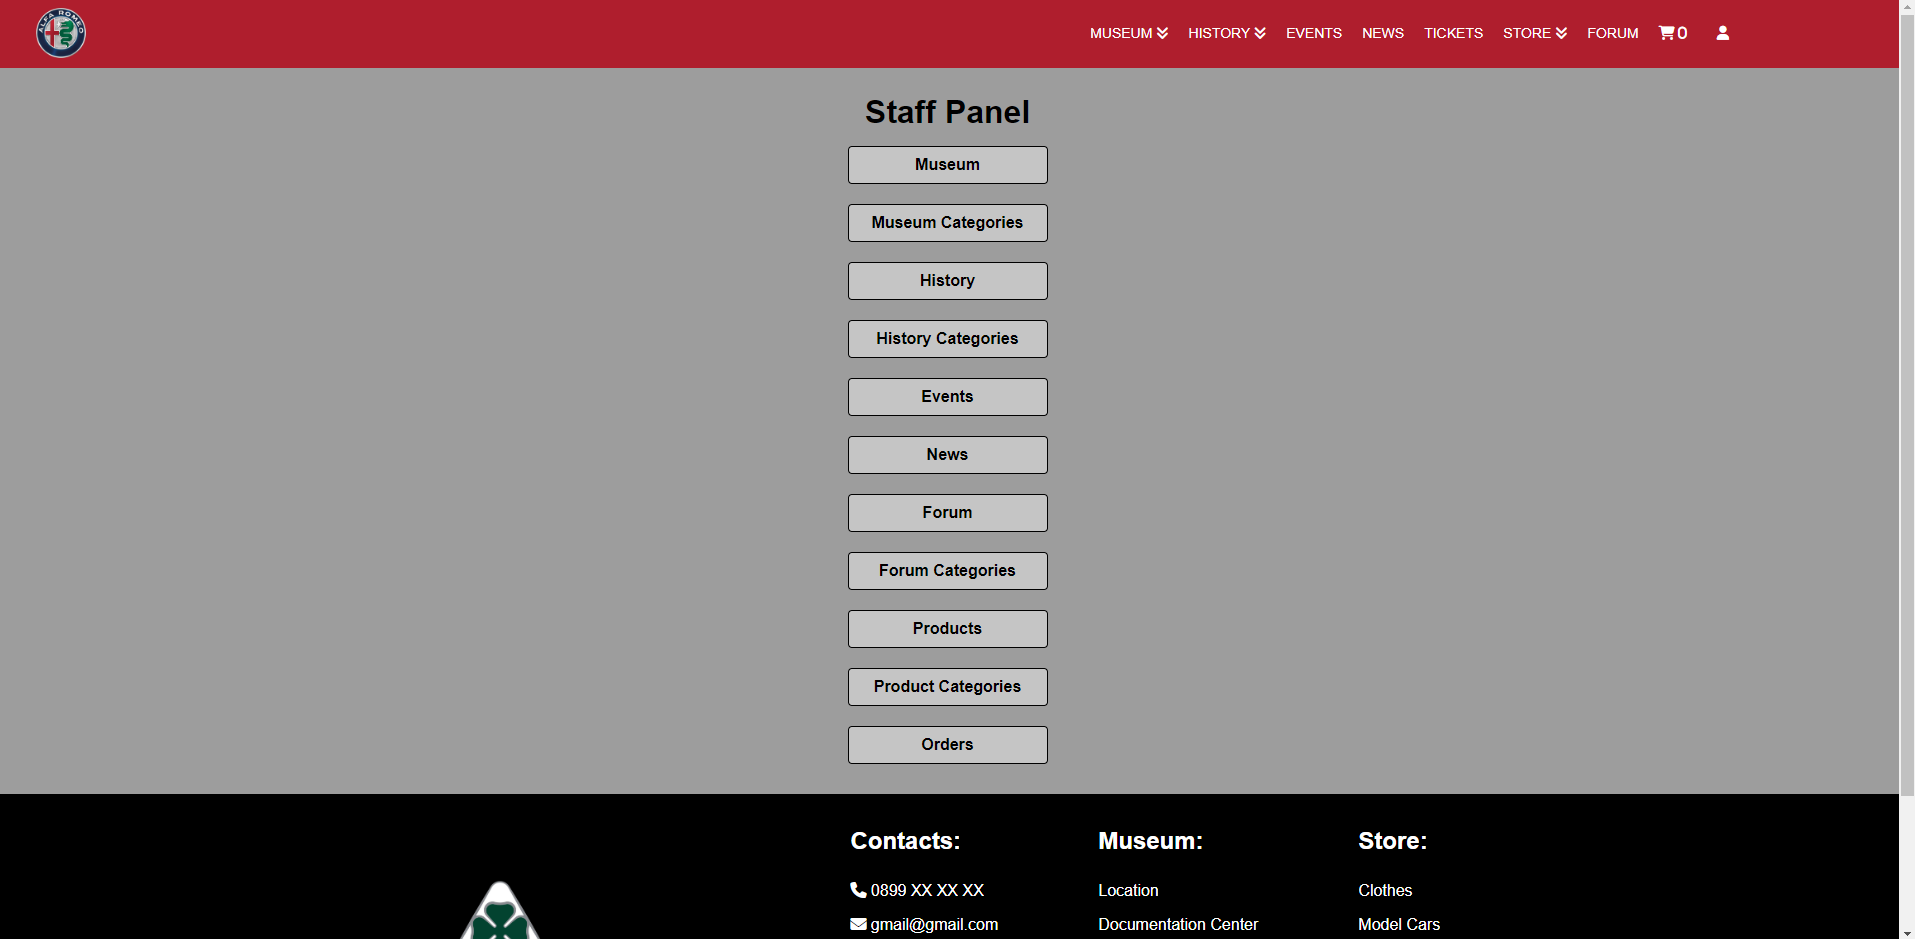 ALFA ROMEO
MUSEUM HISTORY EVENTS NEWS TICKETS STORE FORUM 0
Staff Panel
Museum
Museum Categories
History
History Categories
Events
News
Forum
Forum Categories
Products
Product Categories
Orders
Contacts: Museum: Store:
0899 XX XX XX Location Clothes
gmail@gmail.com Documentation Center Model Cars